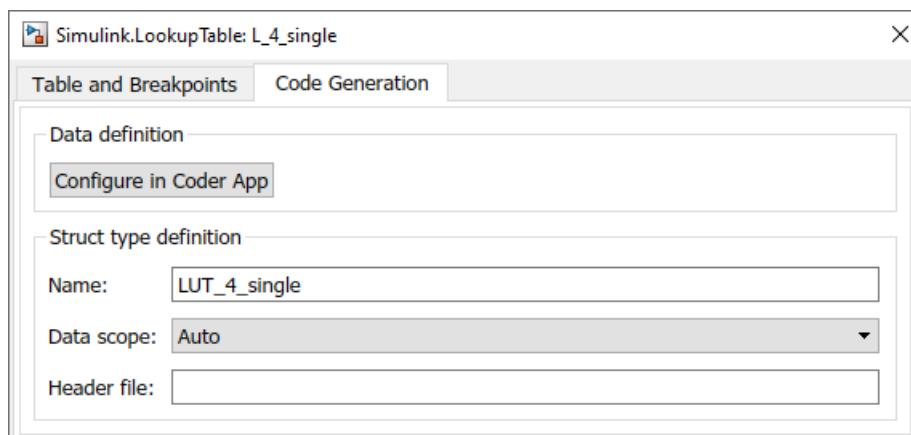 Simulink.LookupTable: L_4_single
Table and Breakpoints Code Generation
Data definition
Configure in Coder App
Struct type definition
Name: LUT_4_single
Data scope: Auto
Header file: